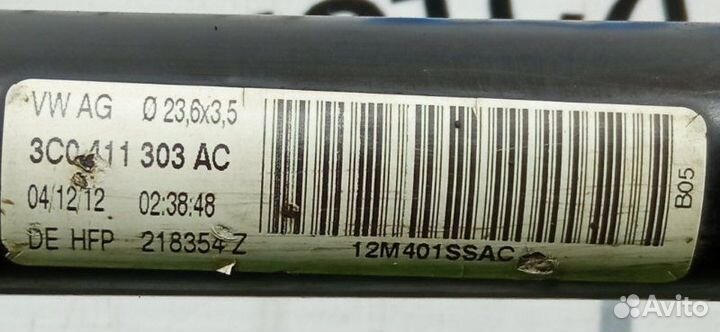 VW AG Ø 23,6x3,5
3C0 411 303 AC
04/12/12 02:38:48
DE HFP 218354 Z
12M401SSAC
B05
Avito